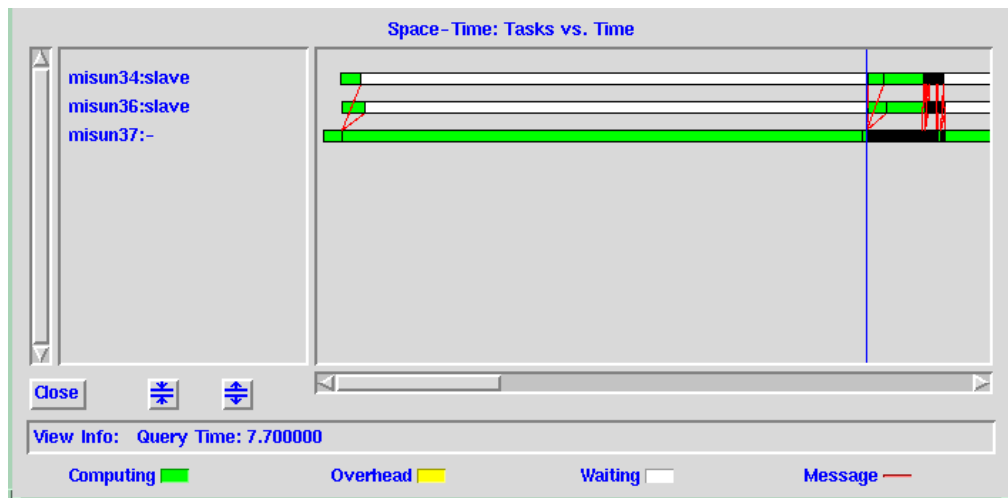 Space-Time: Tasks vs. Time
misun34:slave
misun36:slave
misun37:-
Close
View Info: Query Time: 7.700000
Computing Overhead Waiting Message